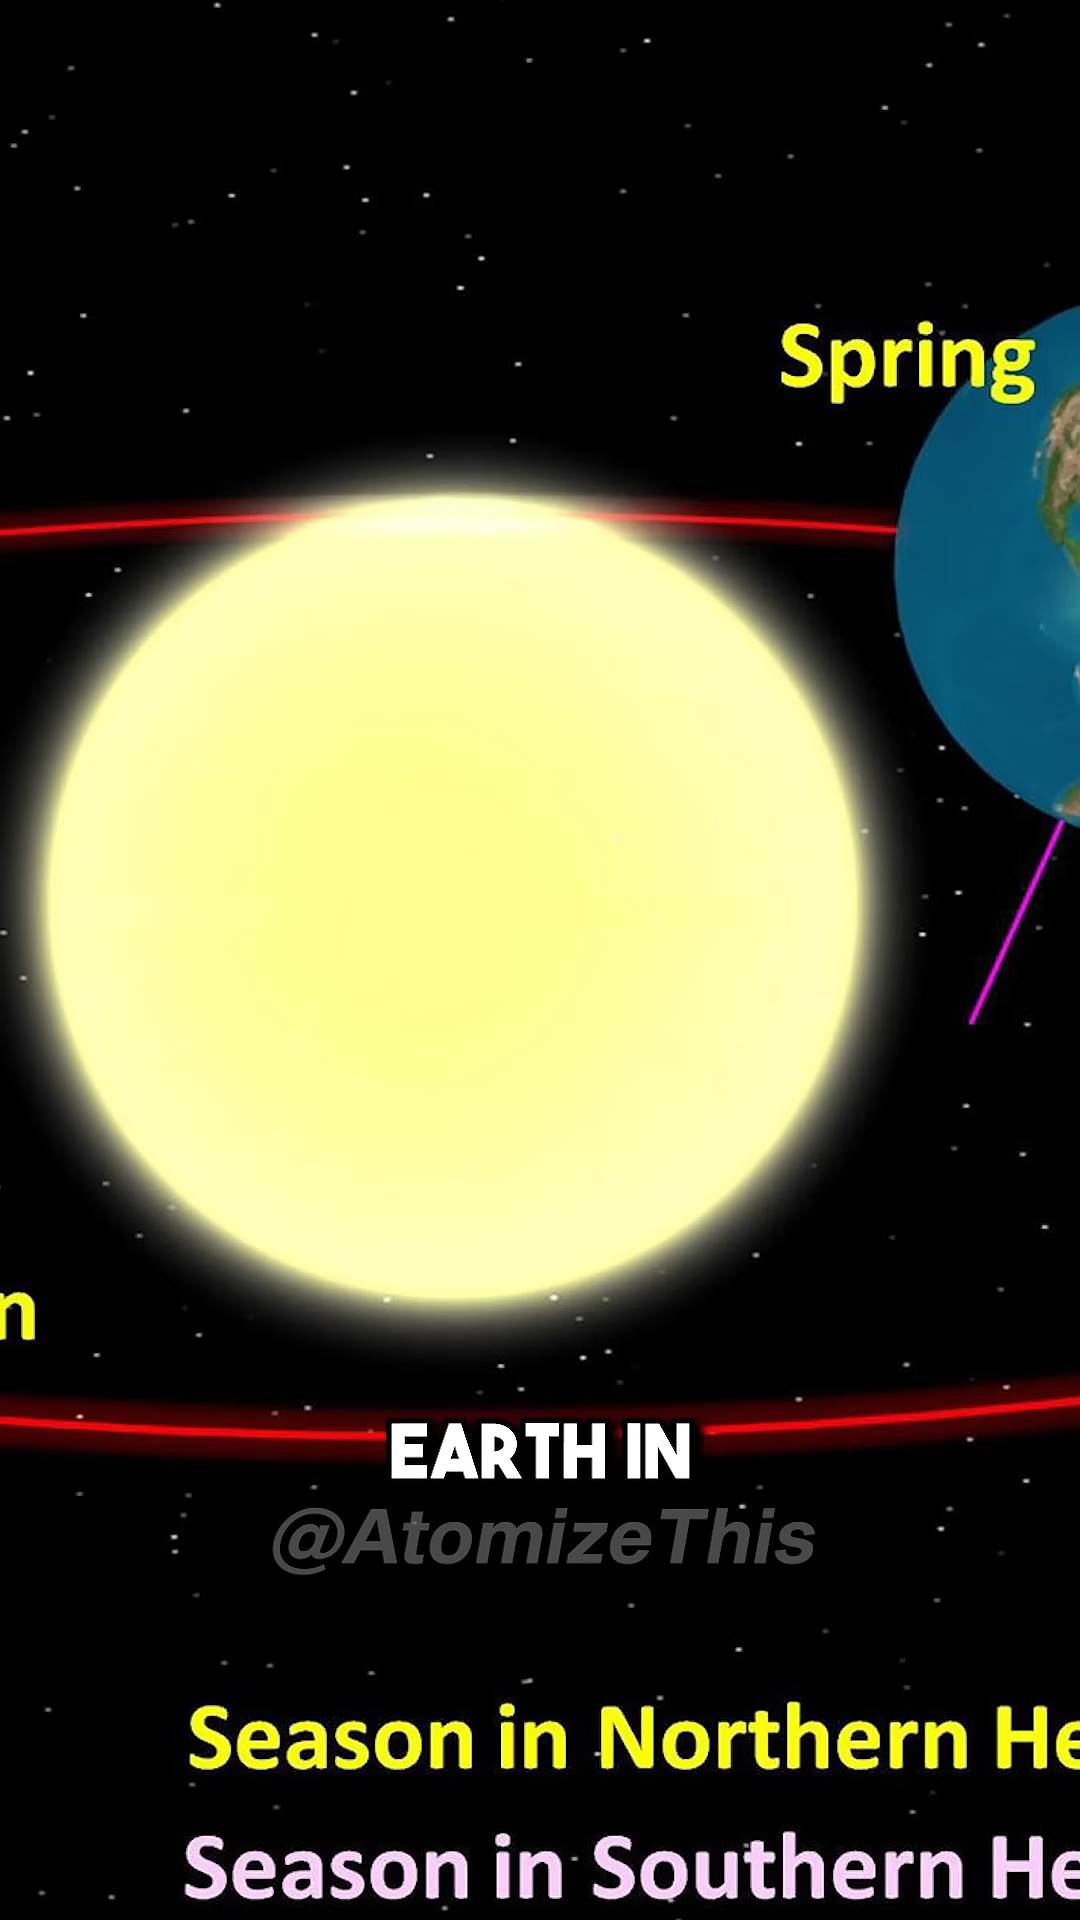 Spring
n
EARTH IN
@AtomizeThis
Season in Northern He
Season in Southern He